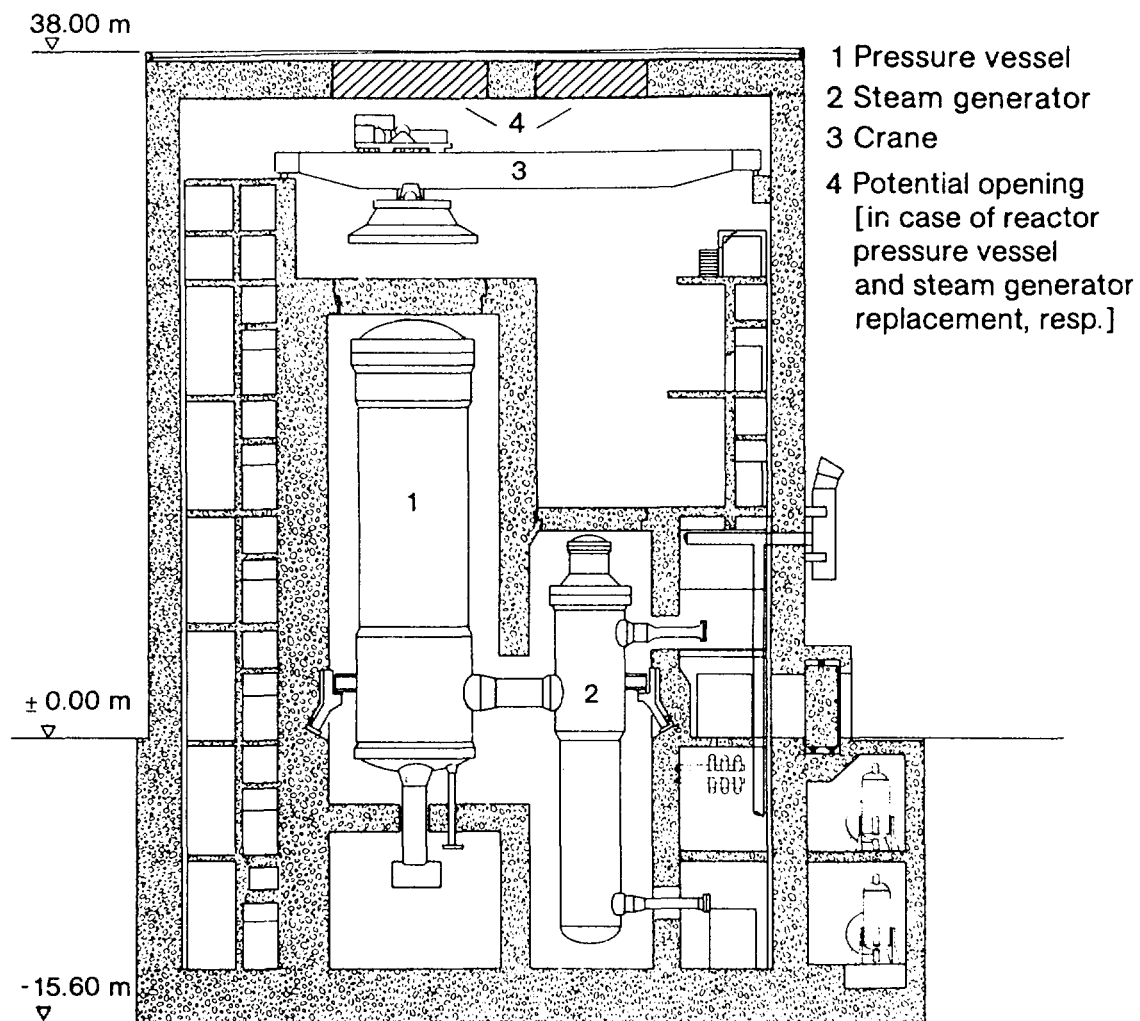 38.00 m
1 Pressure vessel
2 Steam generator
3 Crane
4 Potential opening
[in case of reactor
pressure vessel
and steam generator
replacement, resp.]
4
3
1
2
± 0.00 m
-15.60 m